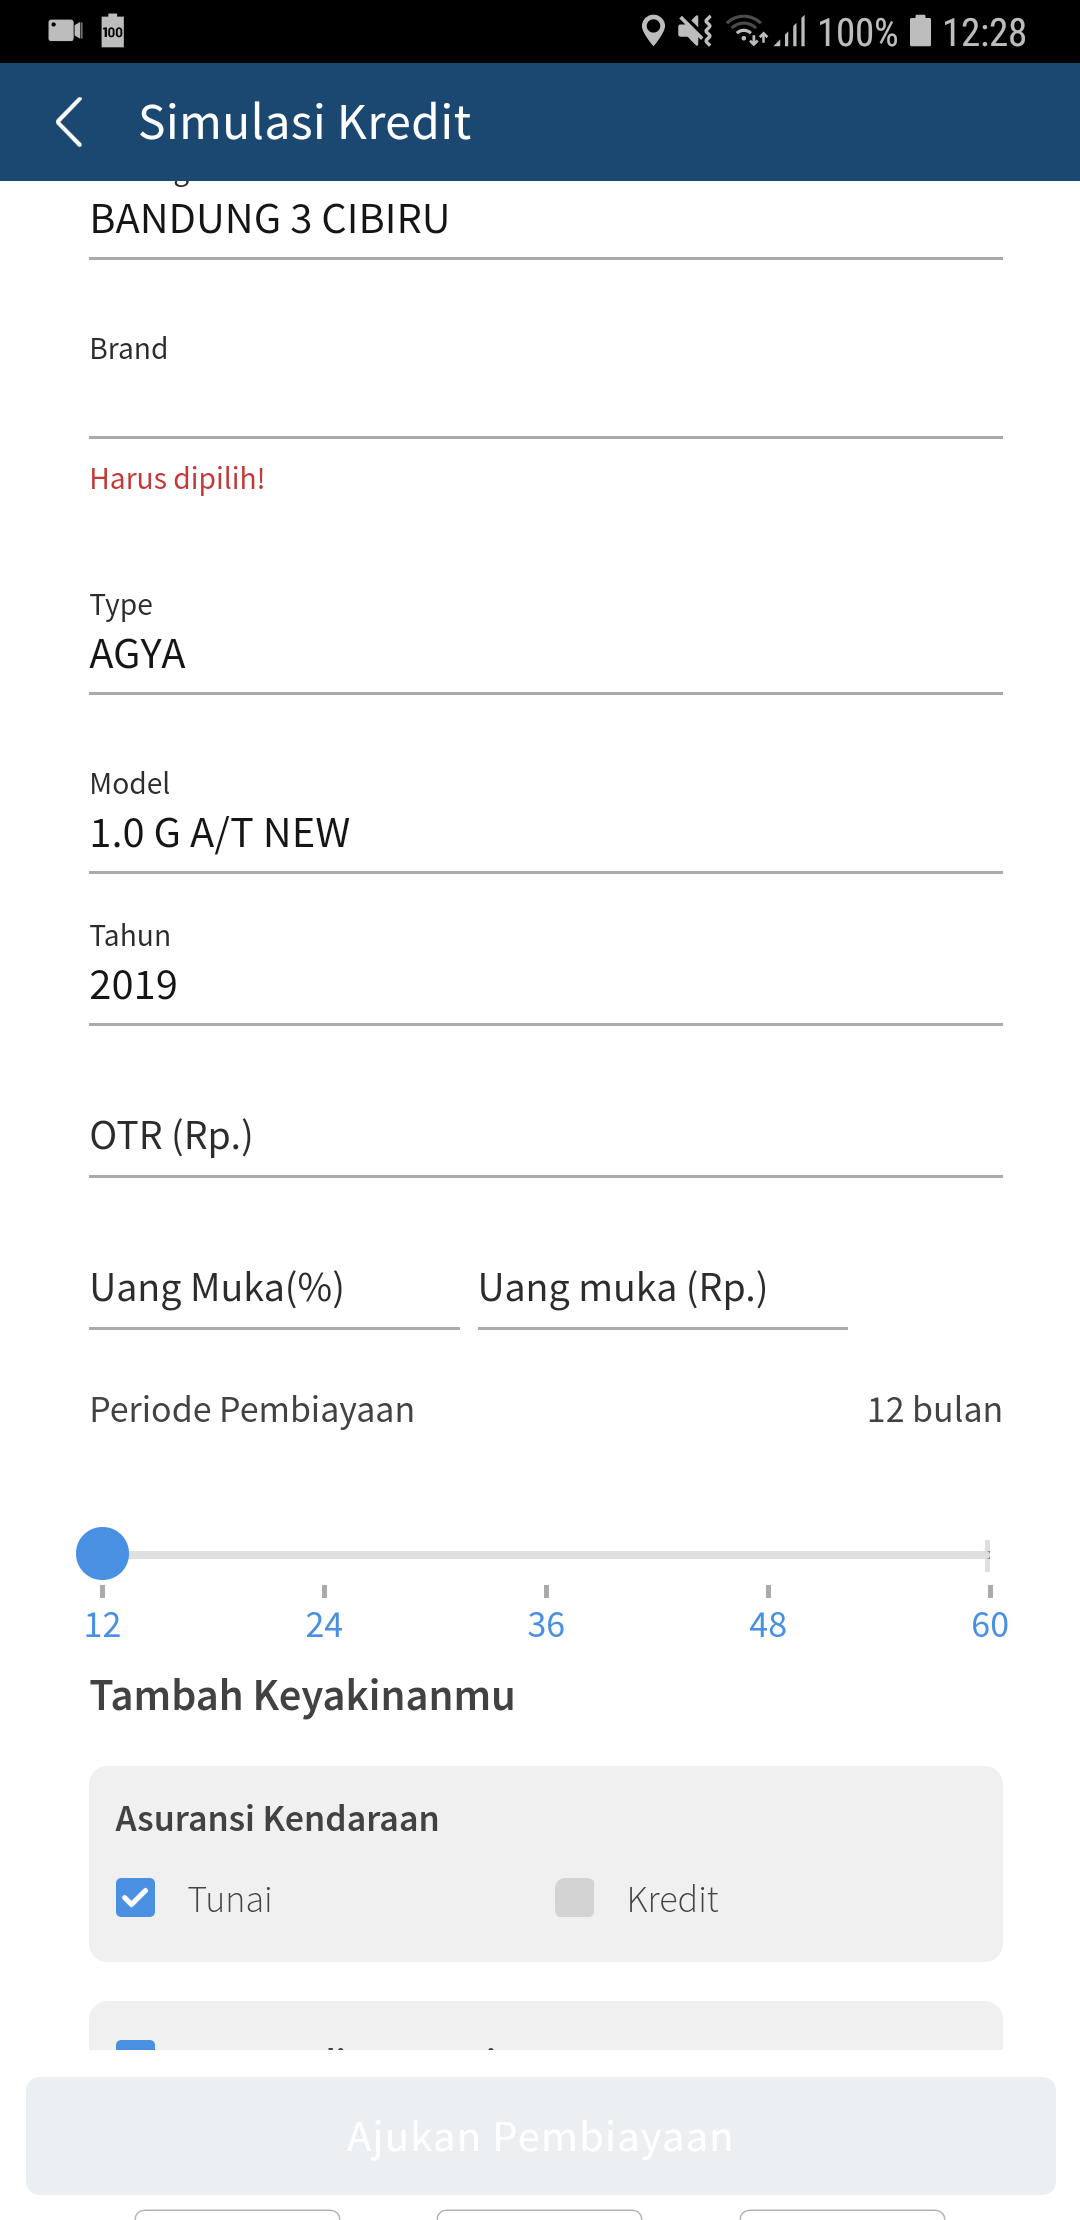 100 100% 12:28
Simulasi Kredit
BANDUNG 3 CIBIRU
Brand
Harus dipilih!
Type
AGYA
Model
1.0 G A/T NEW
Tahun
2019
OTR (Rp.)
Uang Muka(%) Uang muka (Rp.)
Periode Pembiayaan 12 bulan
12 24 36 48 60
Tambah Keyakinanmu
Asuransi Kendaraan
Tunai Kredit
Ajukan Pembiayaan